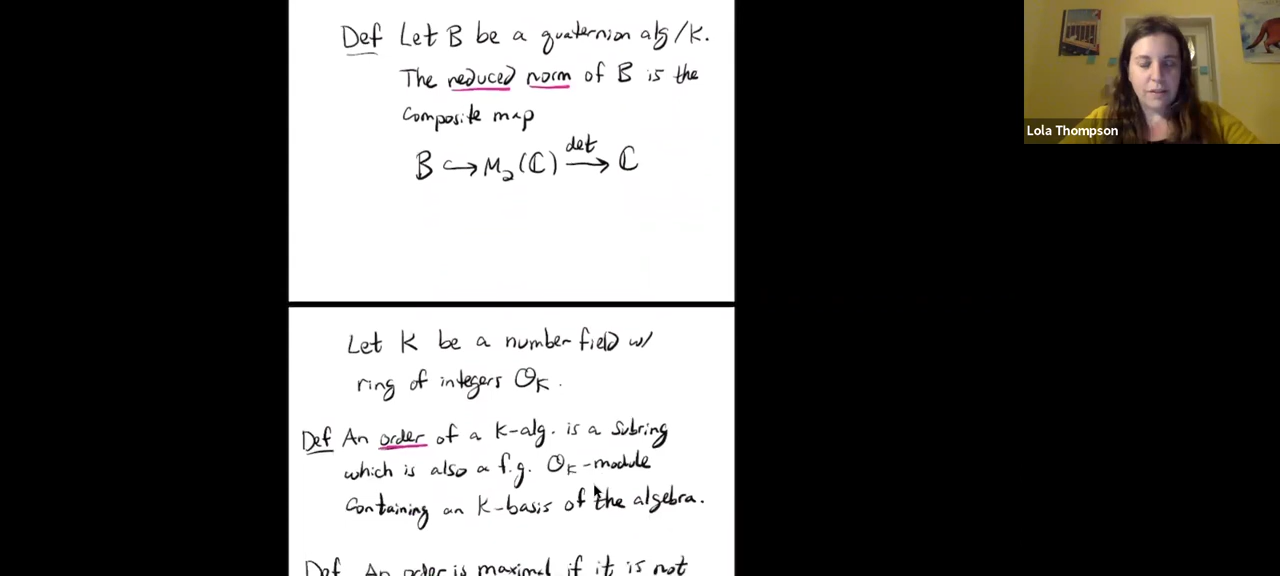 Def Let B be a quaternion alg/K.
The reduced norm of B is the
composite map
B ↪ M₂(ℂ) det→ ℂ
Lola Thompson
Let K be a number field w/
ring of integers 𝒪_K.
Def An order of a K-alg. is a subring
which is also a f.g. 𝒪_K-module
containing an K-basis of the algebra.
Def An order is maximal if it is not